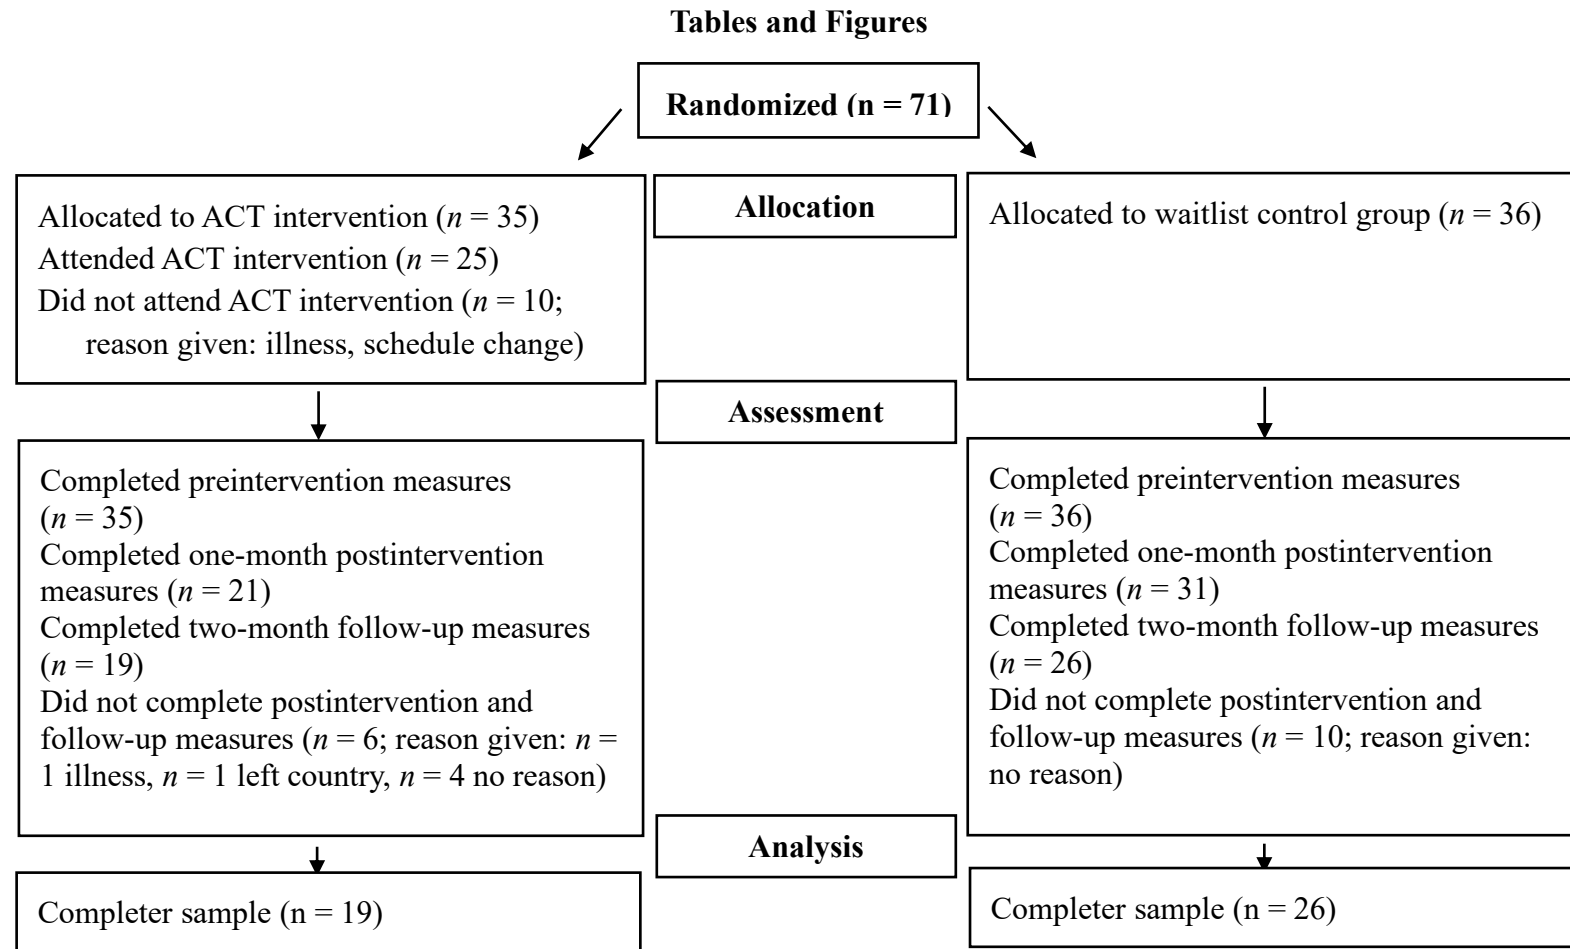 Tables and Figures
Randomized (n = 71)
Allocation
Allocated to ACT intervention (n = 35)
Attended ACT intervention (n = 25)
Did not attend ACT intervention (n = 10;
reason given: illness, schedule change)
Allocated to waitlist control group (n = 36)
Assessment
Completed preintervention measures
(n = 35)
Completed one-month postintervention
measures (n = 21)
Completed two-month follow-up measures
(n = 19)
Did not complete postintervention and
follow-up measures (n = 6; reason given: n =
1 illness, n = 1 left country, n = 4 no reason)
Completed preintervention measures
(n = 36)
Completed one-month postintervention
measures (n = 31)
Completed two-month follow-up measures
(n = 26)
Did not complete postintervention and
follow-up measures (n = 10; reason given:
no reason)
Analysis
Completer sample (n = 19)
Completer sample (n = 26)